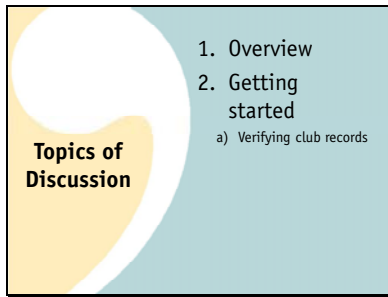 Topics of
Discussion
1. Overview
2. Getting
started
a) Verifying club records